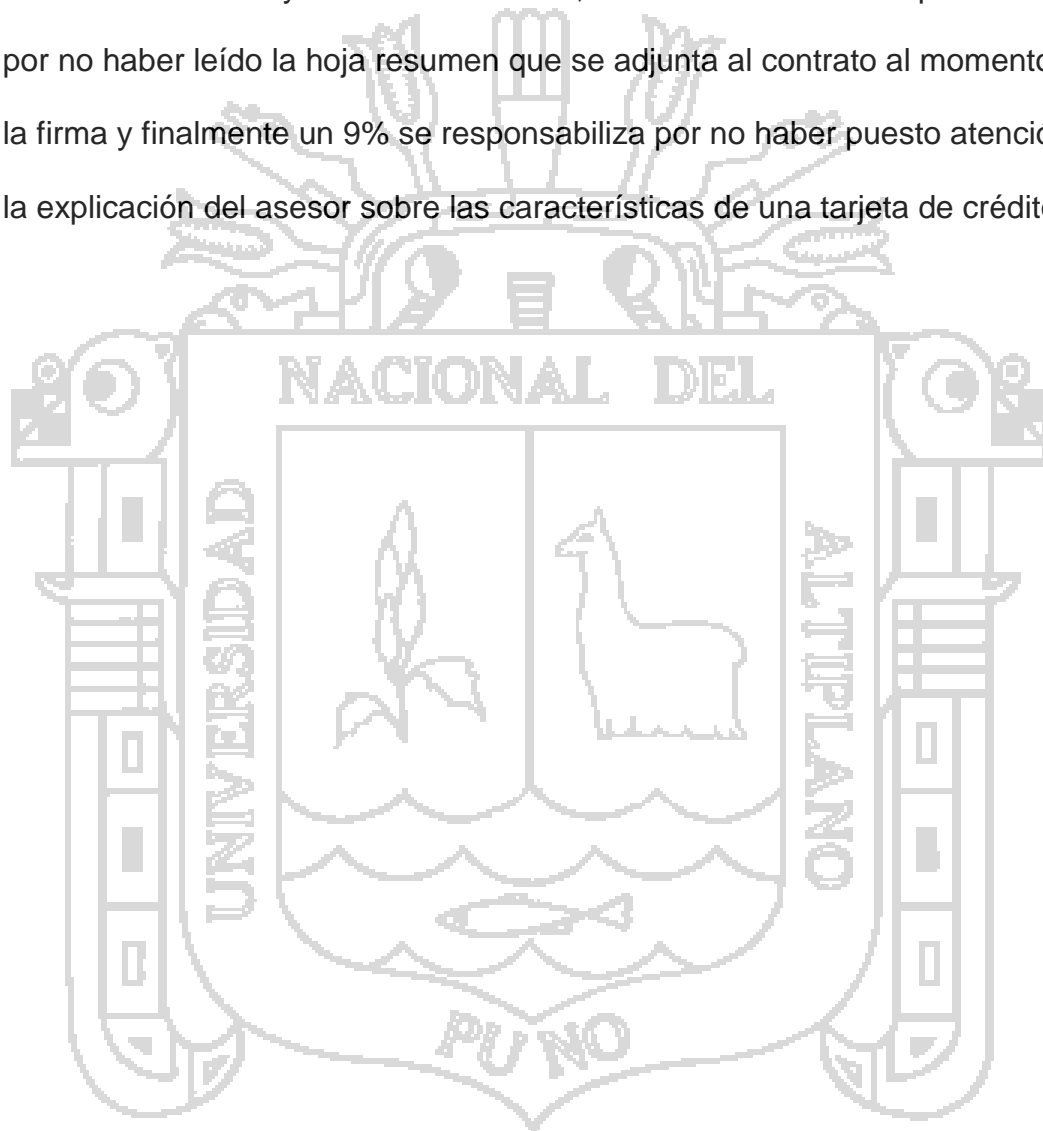 por no haber leído la hoja resumen que se adjunta al contrato al momento
la firma y finalmente un 9% se responsabiliza por no haber puesto atenció
la explicación del asesor sobre las características de una tarjeta de crédito
NACIONAL DEL
UNIVERSIDAD
ALTIPLANO
PUNO